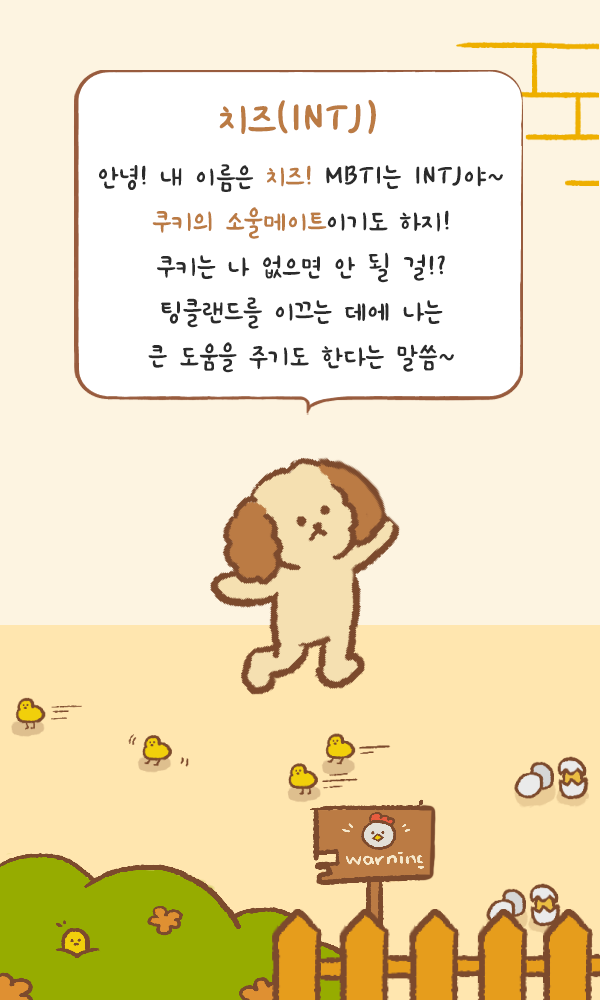 치즈(INTJ)
안녕! 내 이름은 치즈! MBTI는 INTJ야~
쿠키의 소울메이트이기도 하지!
쿠키는 나 없으면 안 될 걸!?
팅클랜드를 이끄는 데에 나는
큰 도움을 주기도 한다는 말씀~
warning